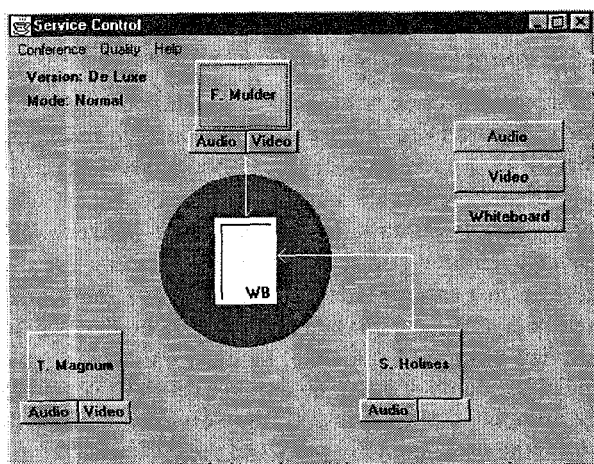 Service Control
Conference Quality Help
Version: De Luxe
Mode: Normal
F. Mulder
Audio Video
Audio
Video
Whiteboard
WB
T. Magnum
Audio Video
S. Holmes
Audio